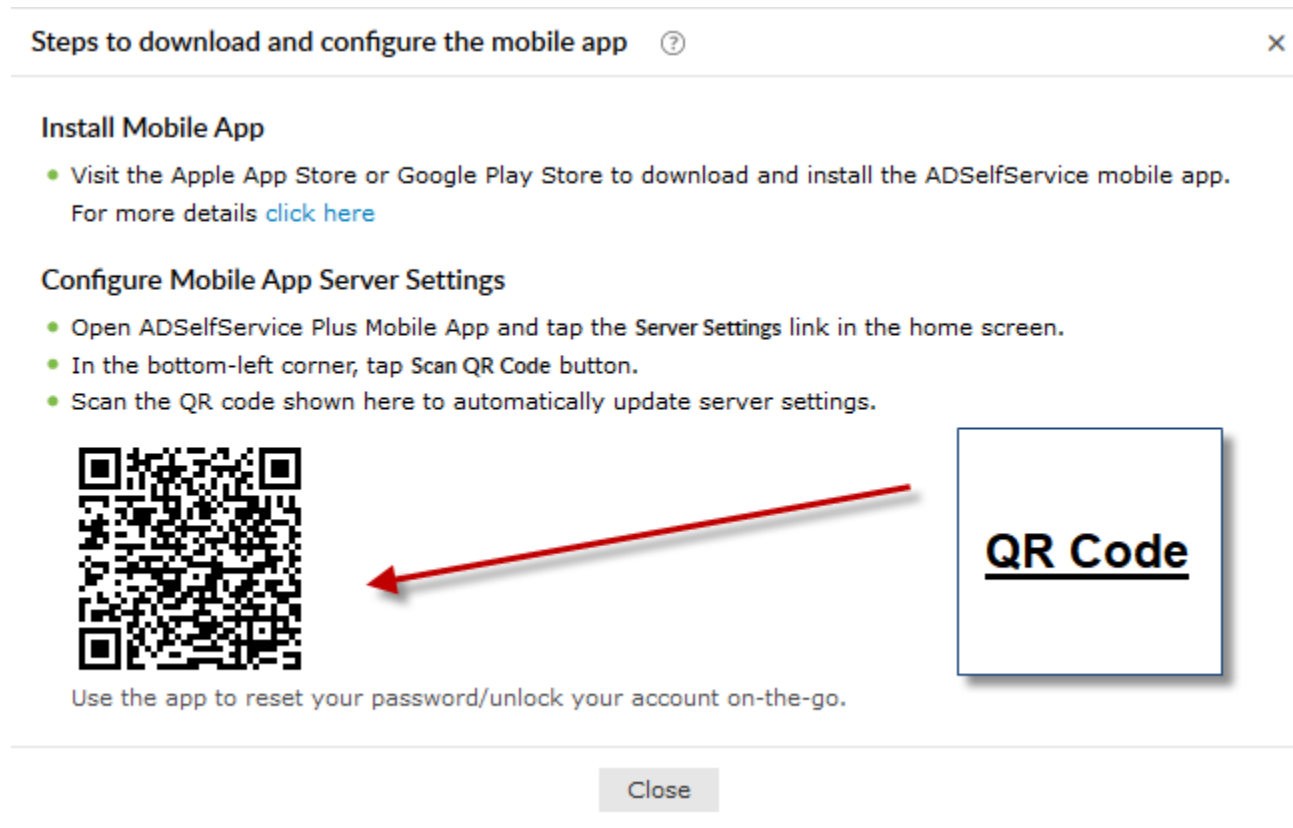 Steps to download and configure the mobile app ?
Install Mobile App
Visit the Apple App Store or Google Play Store to download and install the ADSelfService mobile app.
For more details click here
Configure Mobile App Server Settings
Open ADSelfService Plus Mobile App and tap the Server Settings link in the home screen.
In the bottom-left corner, tap Scan QR Code button.
Scan the QR code shown here to automatically update server settings.
QR Code
Use the app to reset your password/unlock your account on-the-go.
Close